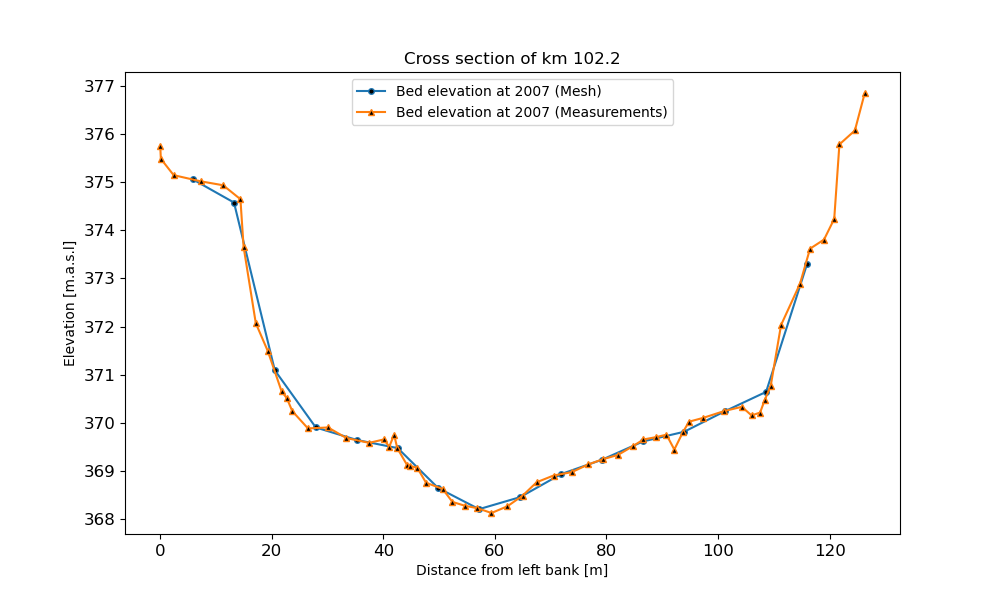 Cross section of km 102.2
Bed elevation at 2007 (Mesh)
Bed elevation at 2007 (Measurements)
Elevation [m.a.s.l]
377
376
375
374
373
372
371
370
369
368
0 20 40 60 80 100 120
Distance from left bank [m]